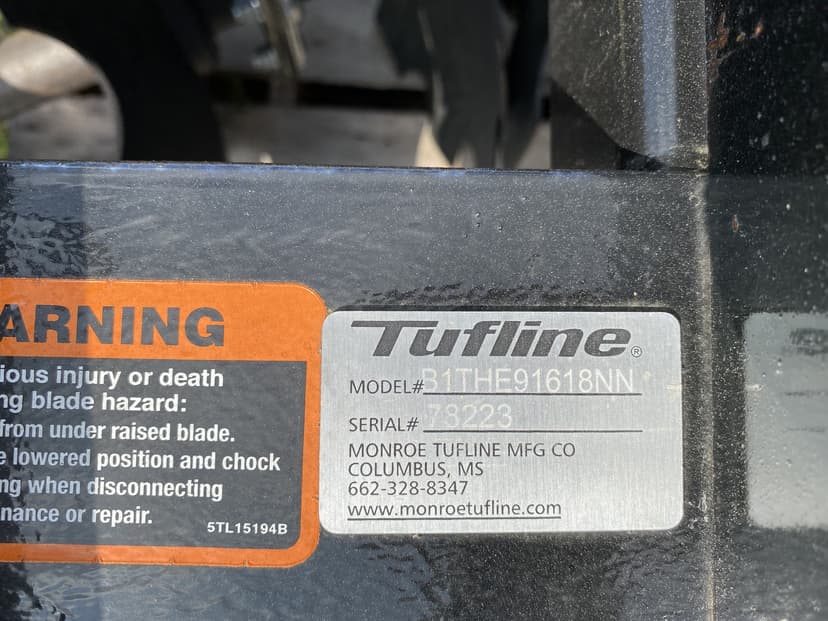 ARNING
ious injury or death
ng blade hazard:
from under raised blade.
e lowered position and chock
ng when disconnecting
nance or repair.
5TL15194B
Tufline®
MODEL# B1THE91618NN
SERIAL# 78223
MONROE TUFLINE MFG CO
COLUMBUS, MS
662-328-8347
www.monroetufline.com